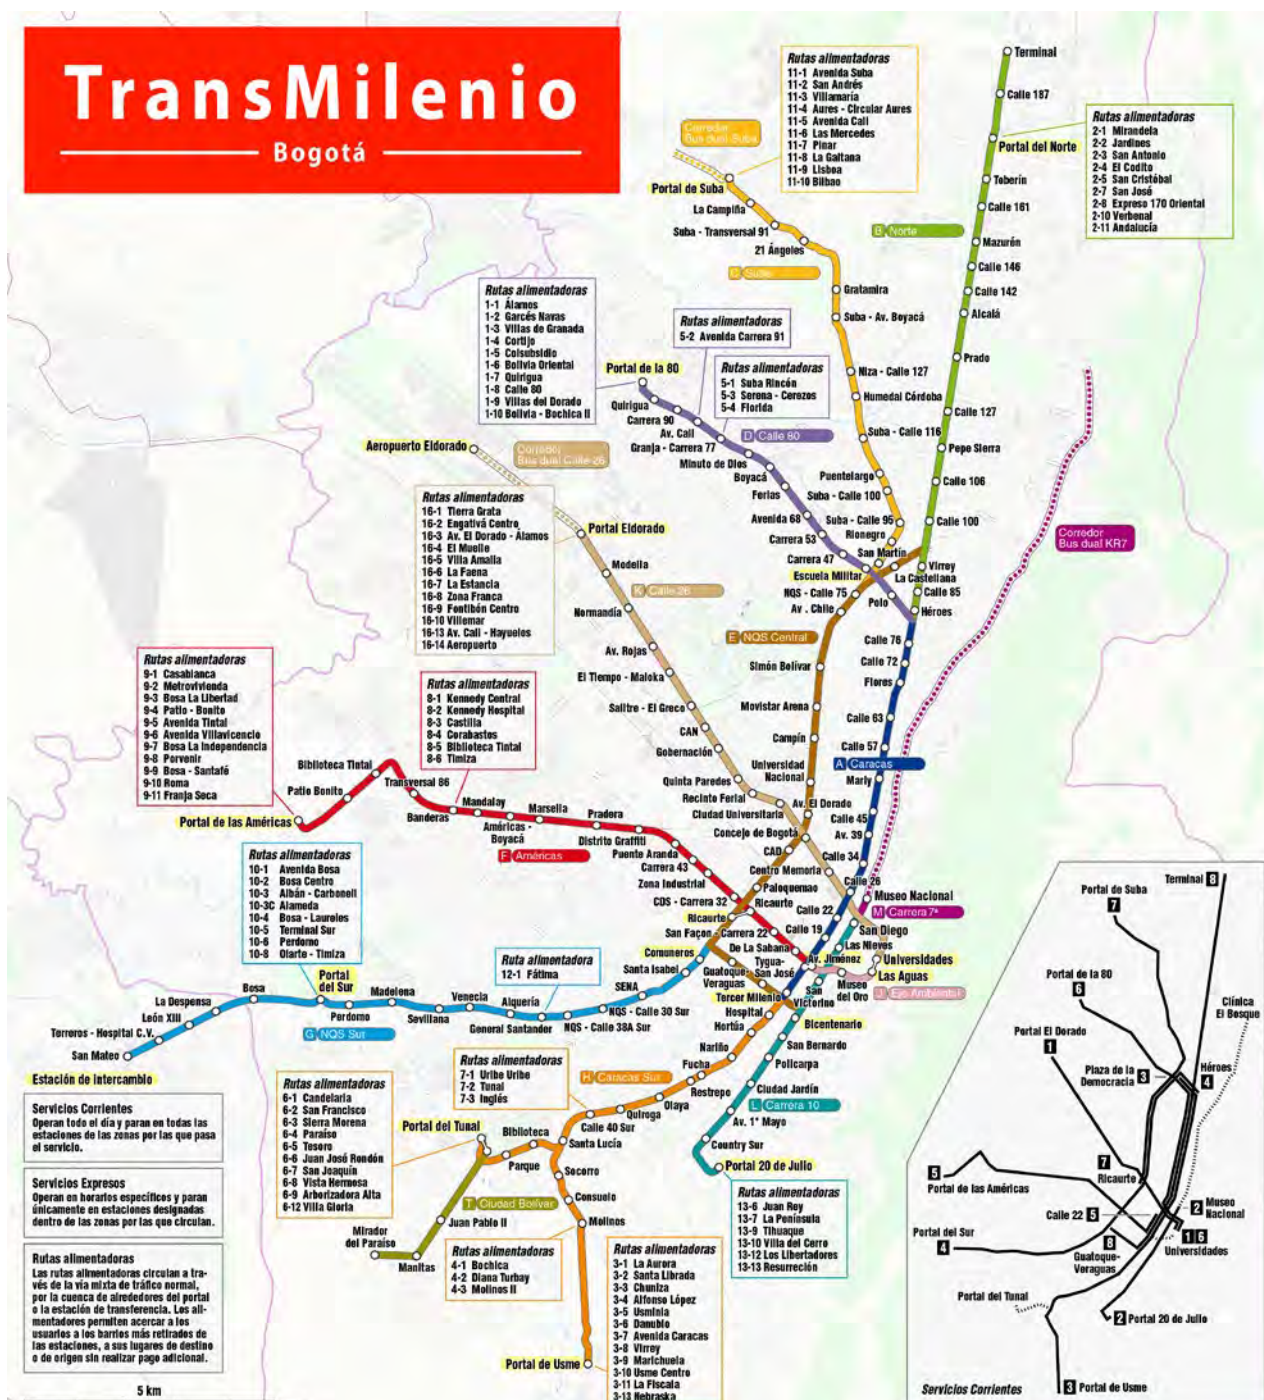 TransMilenio
Bogotá
Rutas alimentadoras
11-1 Avenida Suba
11-2 San Andrés
11-3 Villamaría
11-4 Aures - Circular Aures
11-5 Avenida Cali
11-6 Las Mercedes
11-7 Pinar
11-8 La Gaitana
11-9 Lisboa
11-10 Bilbao
Corredor
Bus dual Suba
Terminal
Calle 187
Portal del Norte
Toberín
Calle 161
Mazurén
Calle 146
Calle 142
Alcalá
Prado
Calle 127
Pepe Sierra
Calle 106
Calle 100
Virrey
Calle 85
Héroes
B Norte
Rutas alimentadoras
2-1 Mirandela
2-2 Jardines
2-3 San Antonio
2-4 El Codito
2-5 San Cristóbal
2-7 San José
2-8 Expreso 170 Oriental
2-10 Verbenal
2-11 Andalucía
Portal de Suba
La Campiña
Suba - Transversal 91
21 Ángeles
Gratamira
Suba - Av. Boyacá
Niza - Calle 127
Humedal Córdoba
Suba - Calle 116
Puentelargo
Suba - Calle 100
Suba - Calle 95
Rionegro
San Martín
C Suba
Rutas alimentadoras
1-1 Álamos
1-2 Garcés Navas
1-3 Villas de Granada
1-4 Cortijo
1-5 Colsubsidio
1-6 Bolivia Oriental
1-7 Quirigua
1-8 Calle 80
1-9 Villas del Dorado
1-10 Bolivia - Bochica II
Rutas alimentadoras
5-2 Avenida Carrera 91
Rutas alimentadoras
5-1 Suba Rincón
5-3 Serena - Cerezos
5-4 Florida
Portal de la 80
Quirigua
Carrera 90
Av. Cali
Granja - Carrera 77
Minuto de Dios
Boyacá
Ferias
Avenida 68
Carrera 53
Carrera 47
Escuela Militar
Polo
D Calle 80
La Castellana
NQS - Calle 75
Av . Chile
Simón Bolívar
Movistar Arena
Campín
Universidad
Nacional
Av. El Dorado
Concejo de Bogotá
CAD
Paloquemao
Ricaurte
E NQS Central
Corredor
Bus dual KR7
Aeropuerto Eldorado
Corredor
Bus dual Calle 26
Rutas alimentadoras
16-1 Tierra Grata
16-2 Engativá Centro
16-3 Av. El Dorado - Álamos
16-4 El Muelle
16-5 Villa Amalia
16-6 La Faena
16-7 La Estancia
16-8 Zona Franca
16-9 Fontibón Centro
16-10 Villemar
16-13 Av. Cali - Hayuelos
16-14 Aeropuerto
Portal Eldorado
Modelia
Normandía
Av. Rojas
El Tiempo - Maloka
Salitre - El Greco
CAN
Gobernación
Quinta Paredes
Recinto Ferial
Ciudad Universitaria
Centro Memoria
K Calle 26
Calle 76
Calle 72
Flores
Calle 63
Calle 57
A Caracas
Marly
Calle 45
Av. 39
Calle 34
Calle 26
Calle 22
Calle 19
Av. Jiménez
Tercer Milenio
Museo Nacional
M Carrera 7ª
San Diego
Las Nieves
Universidades
Las Aguas
Museo
del Oro
J Eje Ambiental
San
Victorino
Bicentenario
San Bernardo
Policarpa
Ciudad Jardín
L Carrera 10
Av. 1º Mayo
Country Sur
Portal 20 de Julio
Rutas alimentadoras
9-1 Casablanca
9-2 Metrovivienda
9-3 Bosa La Libertad
9-4 Patio - Bonito
9-5 Avenida Tintal
9-6 Avenida Villavicencio
9-7 Bosa La Independencia
9-8 Porvenir
9-9 Bosa - Santafé
9-10 Roma
9-11 Franja Seca
Rutas alimentadoras
8-1 Kennedy Central
8-2 Kennedy Hospital
8-3 Castilla
8-4 Corabastos
8-5 Biblioteca Tintal
8-6 Timiza
Portal de las Américas
Patio Bonito
Biblioteca Tintal
Transversal 86
Banderas
Mandalay
Américas -
Boyacá
Marsella
Pradera
Distrito Graffiti
Puente Aranda
Carrera 43
Zona Industrial
CDS - Carrera 32
Ricaurte
San Façon - Carrera 22
De La Sabana
F Américas
Rutas alimentadoras
10-1 Avenida Bosa
10-2 Bosa Centro
10-3 Albán - Carbonell
10-3C Alameda
10-4 Bosa - Laureles
10-5 Terminal Sur
10-6 Perdomo
10-8 Olarte - Timiza
Rutas alimentadora
12-1 Fátima
Comuneros
Santa Isabel
SENA
NQS - Calle 30 Sur
NQS - Calle 38A Sur
General Santander
Alquería
Venecia
Sevillana
Madelena
Perdomo
Portal
del Sur
Bosa
La Despensa
León XIII
Terreros - Hospital C.V.
San Mateo
G NQS Sur
Tygua-
San José
Guatoque-
Veraguas
Hospital
Hortúa
Nariño
Fucha
Restrepo
Olaya
Quiroga
Calle 40 Sur
Santa Lucía
H Caracas Sur
Rutas alimentadoras
7-1 Uribe Uribe
7-2 Tunal
7-3 Inglés
Biblioteca
Parque
Portal del Tunal
Socorro
Consuelo
Molinos
Portal de Usme
T Ciudad Bolívar
Juan Pablo II
Manitas
Mirador
del Paraíso
Rutas alimentadoras
6-1 Candelaria
6-2 San Francisco
6-3 Sierra Morena
6-4 Paraíso
6-5 Tesoro
6-6 Juan José Rondón
6-7 San Joaquín
6-8 Vista Hermosa
6-9 Arborizadora Alta
6-12 Villa Gloria
Rutas alimentadoras
4-1 Bochica
4-2 Diana Turbay
4-3 Molinos II
Rutas alimentadoras
3-1 La Aurora
3-2 Santa Librada
3-3 Chuniza
3-4 Alfonso López
3-5 Usminia
3-6 Danubio
3-7 Avenida Caracas
3-8 Virrey
3-9 Marichuela
3-10 Usme Centro
3-11 La Fiscala
3-13 Nebraska
Rutas alimentadoras
13-6 Juan Rey
13-7 La Península
13-9 Tihuaque
13-10 Villa del Cerro
13-12 Los Libertadores
13-13 Resurreción
Estación de intercambio
Servicios Corrientes
Operan todo el día y paran en todas las
estaciones de las zonas por las que pasa
el servicio.
Servicios Expresos
Operan en horarios específicos y paran
únicamente en estaciones designadas
dentro de las zonas por las que circulan.
Rutas alimentadoras
Las rutas alimentadoras circulan a tra-
vés de la vía mixta de tráfico normal,
por la cuenca de alrededores del portal
o la estación de transferencia. Los ali-
mentadores permiten acercar a los
usuarios a los barrios más retirados de
las estaciones, a sus lugares de destino
o de origen sin realizar pago adicional.
5 km
Terminal 8
Portal de Suba
7
Portal de la 80
6
Portal El Dorado
1
Clínica
El Bosque
Plaza de la
Democracia 3
Héroes
4
7
Ricaurte
5
Portal de las Américas
Calle 22 5
2 Museo
Nacional
Portal del Sur
4
8
Guatoque-
Veraguas
1 6
Universidades
Portal del Tunal
2 Portal 20 de Julio
3 Portal de Usme
Servicios Corrientes